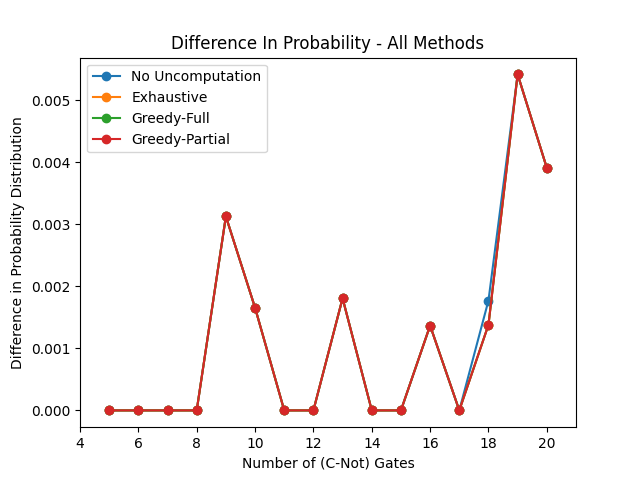 Difference In Probability - All Methods
No Uncomputation
Exhaustive
Greedy-Full
Greedy-Partial
Difference in Probability Distribution
0.005
0.004
0.003
0.002
0.001
0.000
4 6 8 10 12 14 16 18 20
Number of (C-Not) Gates